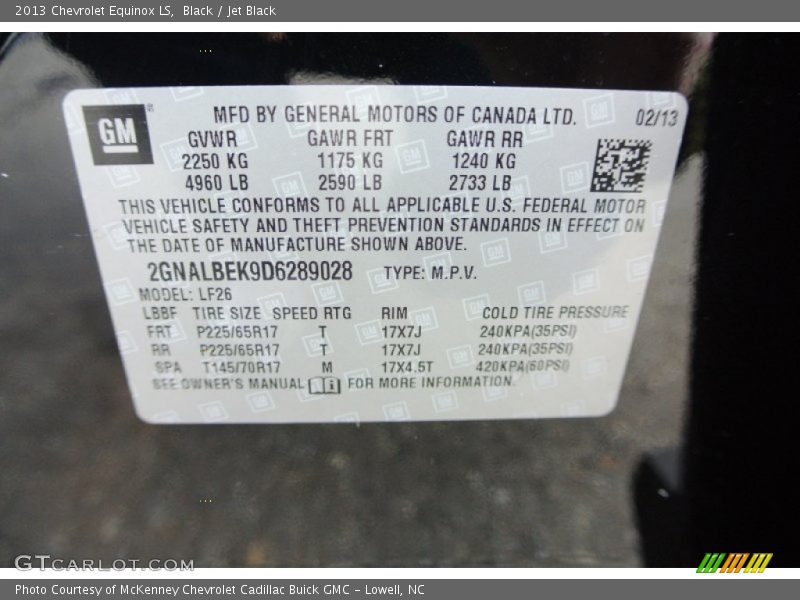 2013 Chevrolet Equinox LS, Black / Jet Black
GM
MFD BY GENERAL MOTORS OF CANADA LTD. 02/13
GVWR GAWR FRT GAWR RR
2250 KG 1175 KG 1240 KG
4960 LB 2590 LB 2733 LB
THIS VEHICLE CONFORMS TO ALL APPLICABLE U.S. FEDERAL MOTOR
VEHICLE SAFETY AND THEFT PREVENTION STANDARDS IN EFFECT ON
THE DATE OF MANUFACTURE SHOWN ABOVE.
2GNALBEK9D6289028 TYPE: M.P.V.
MODEL: LF26
LBBF TIRE SIZE SPEED RTG RIM COLD TIRE PRESSURE
FRT P225/65R17 T 17X7J 240KPA(35PSI)
RR P225/65R17 T 17X7J 240KPA(35PSI)
SPA T145/70R17 M 17X4.5T 420KPA(60PSI)
SEE OWNER'S MANUAL FOR MORE INFORMATION.
GTCARLOT.COM
Photo Courtesy of McKenney Chevrolet Cadillac Buick GMC - Lowell, NC